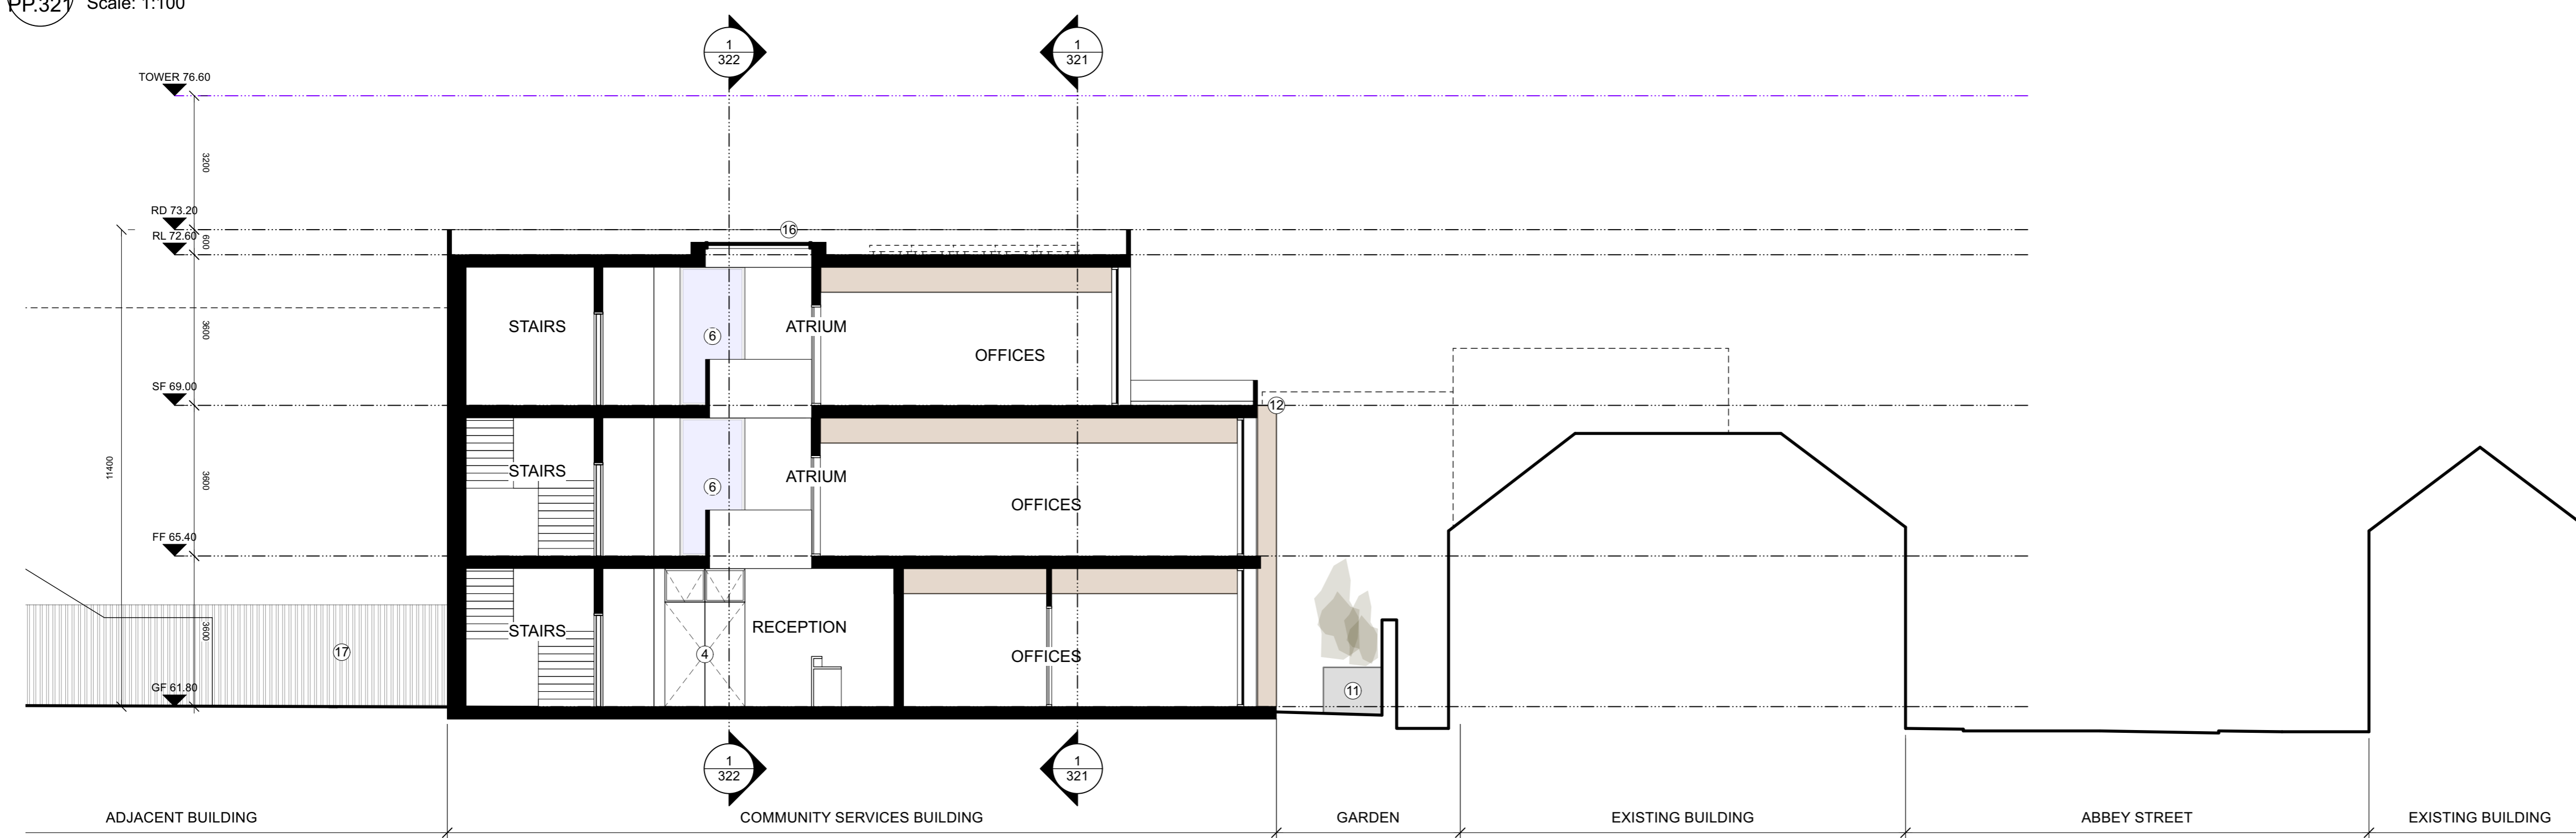 PP.321 Scale: 1:100
1 1
322 321
TOWER 76.60
3200
RD 73.20
16
RL 72.60 600
STAIRS ATRIUM
3600 6
OFFICES
SF 69.00
12
11400
STAIRS ATRIUM
3600 6
OFFICES
FF 65.40
STAIRS RECEPTION
3600
17 4 OFFICES
GF 61.80 11
1 1
322 321
ADJACENT BUILDING COMMUNITY SERVICES BUILDING GARDEN EXISTING BUILDING ABBEY STREET EXISTING BUILDING